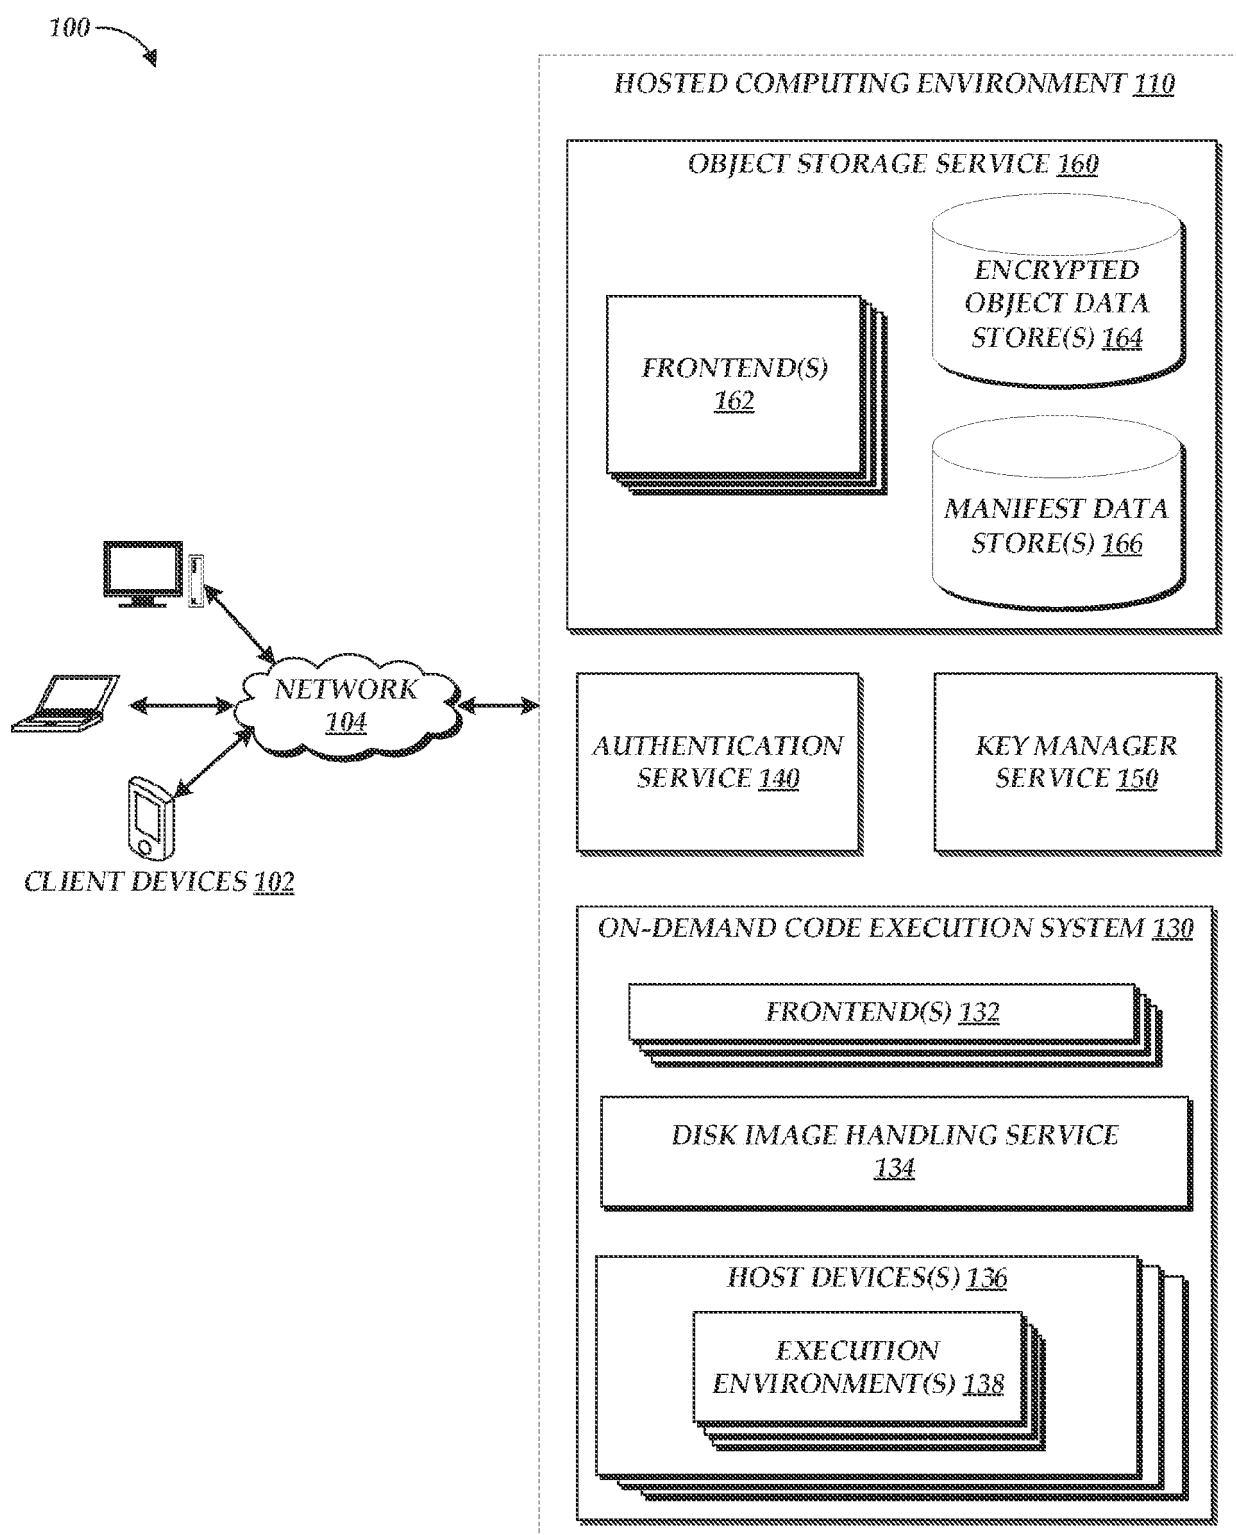 100
HOSTED COMPUTING ENVIRONMENT 110
OBJECT STORAGE SERVICE 160
ENCRYPTED
OBJECT DATA
STORE(S) 164
FRONTEND(S)
162
MANIFEST DATA
STORE(S) 166
NETWORK
104
AUTHENTICATION
SERVICE 140
KEY MANAGER
SERVICE 150
CLIENT DEVICES 102
ON-DEMAND CODE EXECUTION SYSTEM 130
FRONTEND(S) 132
DISK IMAGE HANDLING SERVICE
134
HOST DEVICES(S) 136
EXECUTION
ENVIRONMENT(S) 138